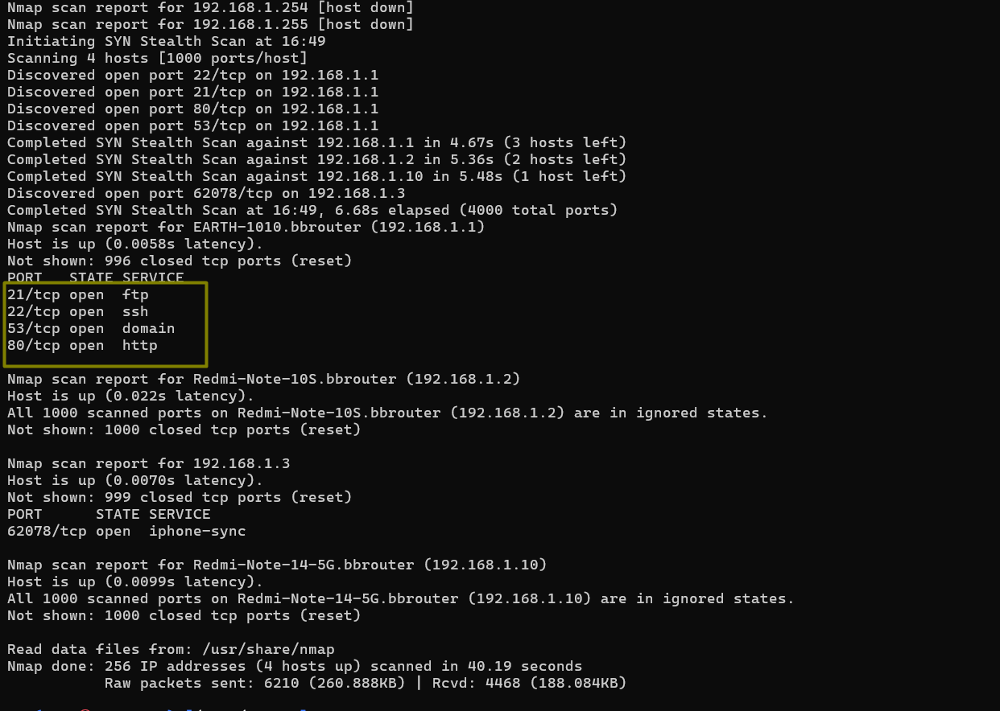 Nmap scan report for 192.168.1.254 [host down]
Nmap scan report for 192.168.1.255 [host down]
Initiating SYN Stealth Scan at 16:49
Scanning 4 hosts [1000 ports/host]
Discovered open port 22/tcp on 192.168.1.1
Discovered open port 21/tcp on 192.168.1.1
Discovered open port 80/tcp on 192.168.1.1
Discovered open port 53/tcp on 192.168.1.1
Completed SYN Stealth Scan against 192.168.1.1 in 4.67s (3 hosts left)
Completed SYN Stealth Scan against 192.168.1.2 in 5.36s (2 hosts left)
Completed SYN Stealth Scan against 192.168.1.10 in 5.48s (1 host left)
Discovered open port 62078/tcp on 192.168.1.3
Completed SYN Stealth Scan at 16:49, 6.68s elapsed (4000 total ports)
Nmap scan report for EARTH-1010.bbrouter (192.168.1.1)
Host is up (0.0058s latency).
Not shown: 996 closed tcp ports (reset)
PORT   STATE SERVICE
21/tcp open  ftp
22/tcp open  ssh
53/tcp open  domain
80/tcp open  http
Nmap scan report for Redmi-Note-10S.bbrouter (192.168.1.2)
Host is up (0.022s latency).
All 1000 scanned ports on Redmi-Note-10S.bbrouter (192.168.1.2) are in ignored states.
Not shown: 1000 closed tcp ports (reset)
Nmap scan report for 192.168.1.3
Host is up (0.0070s latency).
Not shown: 999 closed tcp ports (reset)
PORT      STATE SERVICE
62078/tcp open  iphone-sync
Nmap scan report for Redmi-Note-14-5G.bbrouter (192.168.1.10)
Host is up (0.0099s latency).
All 1000 scanned ports on Redmi-Note-14-5G.bbrouter (192.168.1.10) are in ignored states.
Not shown: 1000 closed tcp ports (reset)
Read data files from: /usr/share/nmap
Nmap done: 256 IP addresses (4 hosts up) scanned in 40.19 seconds
Raw packets sent: 6210 (260.888KB) | Rcvd: 4468 (188.084KB)